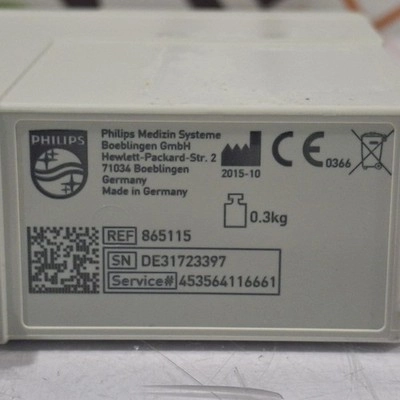 PHILIPS
Philips Medizin Systeme
Boeblingen GmbH
Hewlett-Packard-Str. 2
71034 Boeblingen
Germany
Made in Germany
2015-10
CE 0366
0.3kg
REF 865115
SN DE31723397
Service# 453564116661